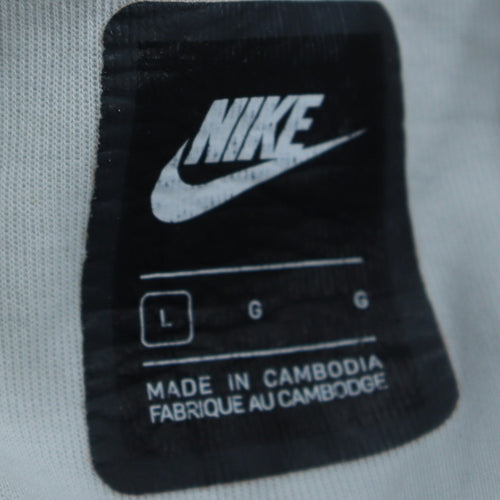 NIKE
L G G
MADE IN CAMBODIA
FABRIQUE AU CAMBODGE